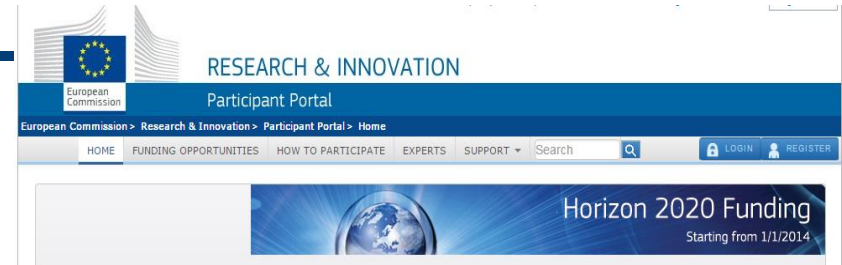 RESEARCH & INNOVATION
European
Commission
Participant Portal
European Commission > Research & Innovation > Participant Portal > Home
HOME FUNDING OPPORTUNITIES HOW TO PARTICIPATE EXPERTS SUPPORT Search LOGIN REGISTER
Horizon 2020 Funding
Starting from 1/1/2014